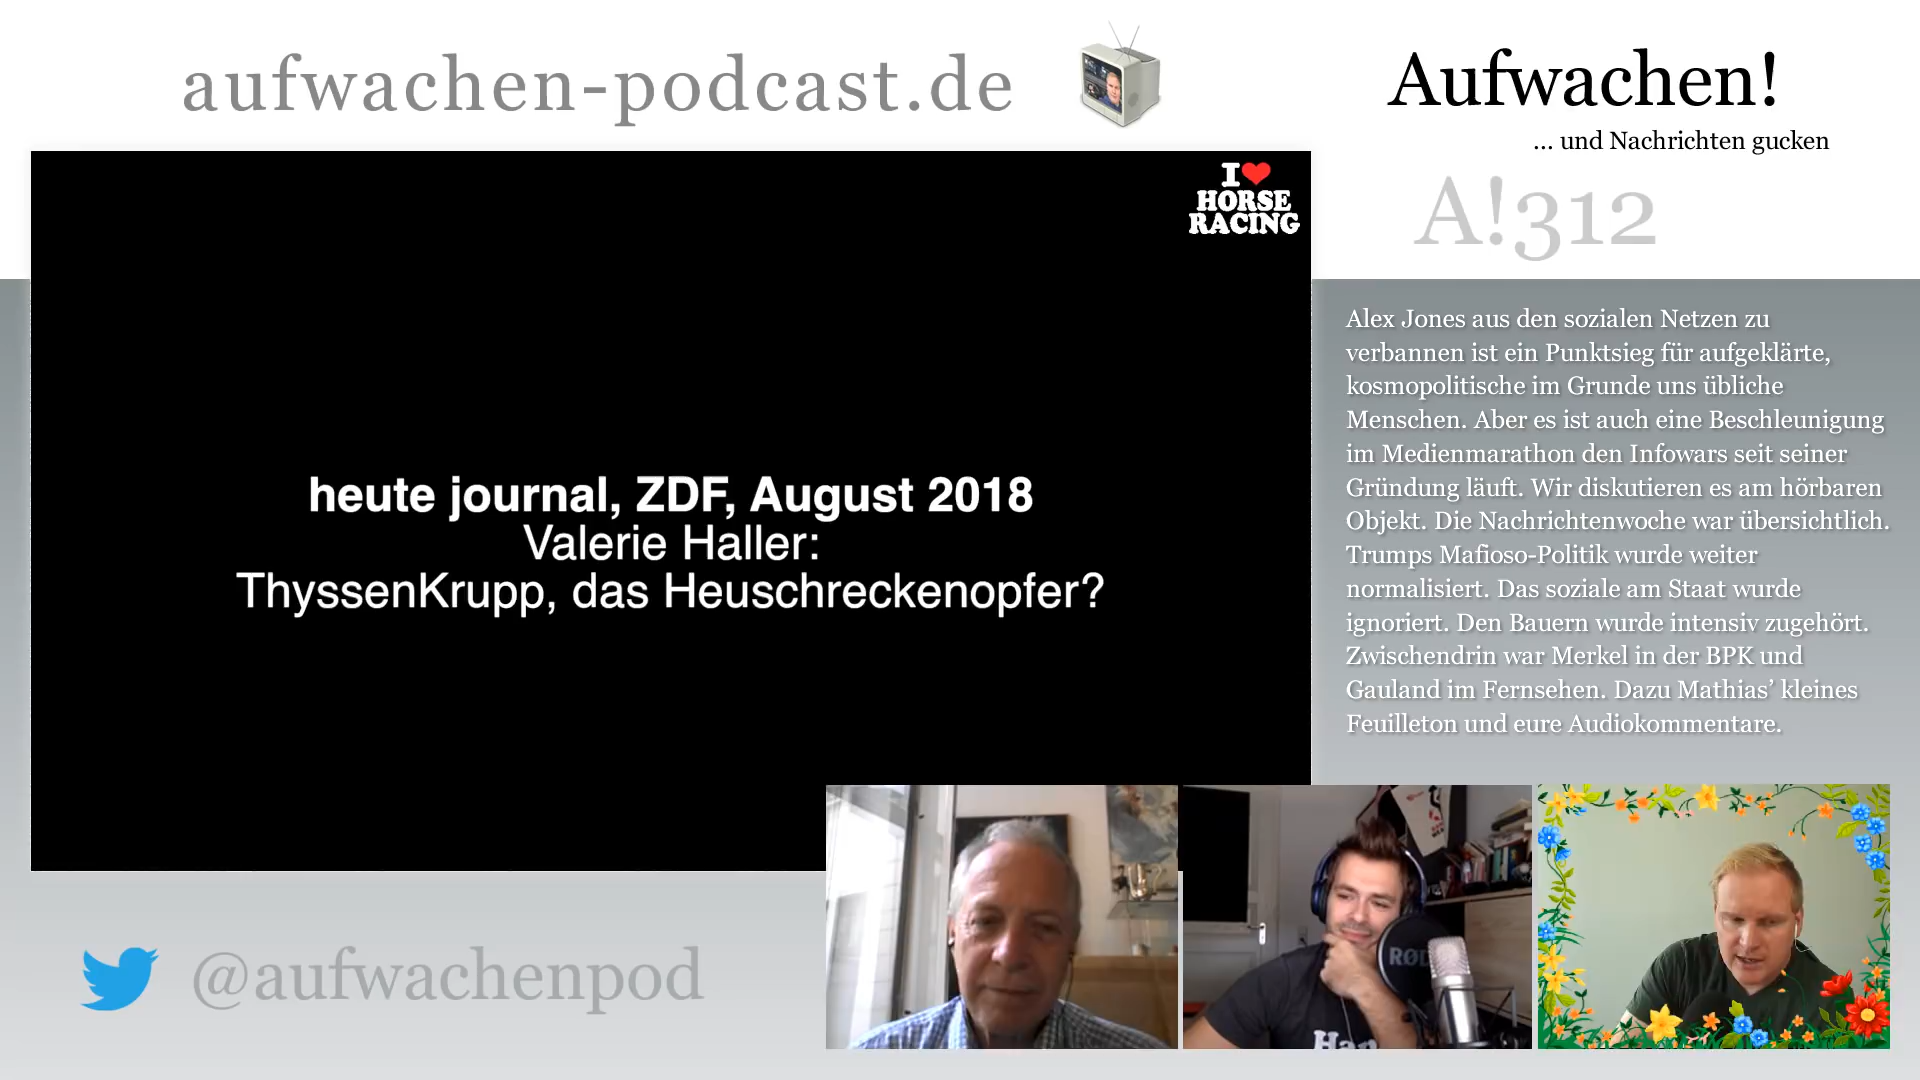 aufwachen-podcast.de
Aufwachen!
... und Nachrichten gucken
A!312
I
HORSE
RACING
heute journal, ZDF, August 2018
Valerie Haller:
ThyssenKrupp, das Heuschreckenopfer?
Alex Jones aus den sozialen Netzen zu
verbannen ist ein Punktsieg für aufgeklärte,
kosmopolitische im Grunde uns übliche
Menschen. Aber es ist auch eine Beschleunigung
im Medienmarathon den Infowars seit seiner
Gründung läuft. Wir diskutieren es am hörbaren
Objekt. Die Nachrichtenwoche war übersichtlich.
Trumps Mafioso-Politik wurde weiter
normalisiert. Das soziale am Staat wurde
ignoriert. Den Bauern wurde intensiv zugehört.
Zwischendrin war Merkel in der BPK und
Gauland im Fernsehen. Dazu Mathias’ kleines
Feuilleton und eure Audiokommentare.
@aufwachenpod
RØD
Han